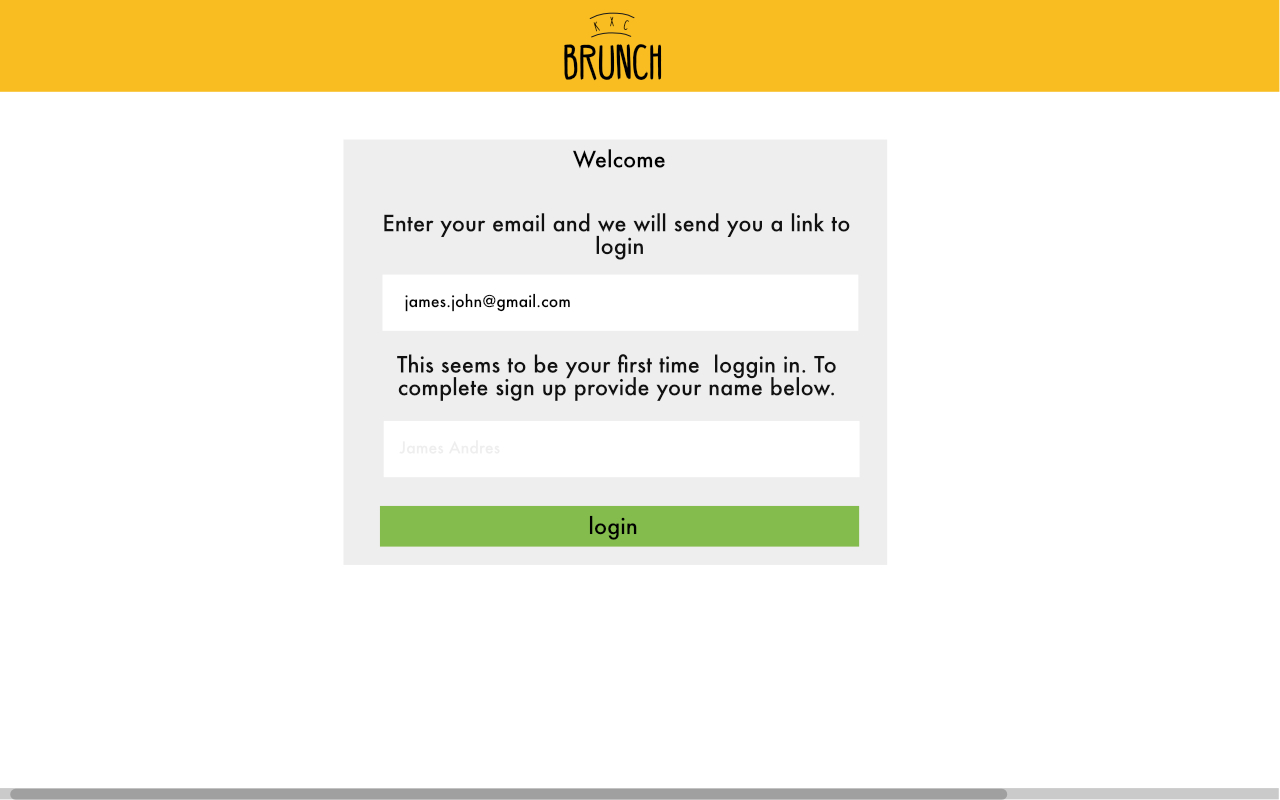 K X C
BRUNCH
Welcome
Enter your email and we will send you a link to
login
james.john@gmail.com
This seems to be your first time  loggin in. To
complete sign up provide your name below.
James Andres
login